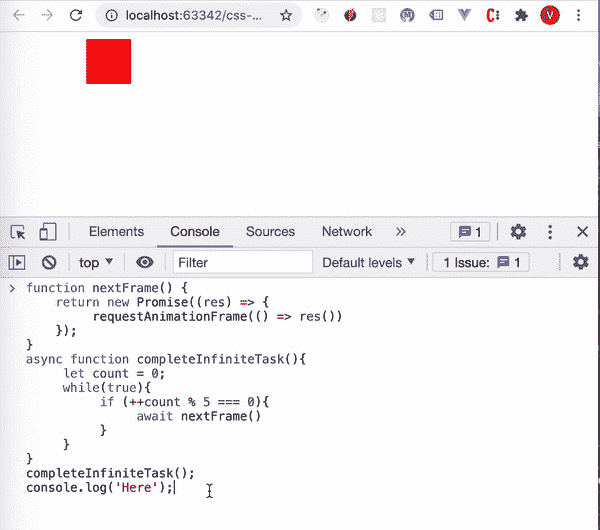 localhost:63342/css-...
V
Elements Console Sources Network » 1
top Filter Default levels 1 Issue: 1
> function nextFrame() {
return new Promise((res) => {
requestAnimationFrame(() => res())
});
}
async function completeInfiniteTask(){
let count = 0;
while(true){
if (++count % 5 === 0){
await nextFrame()
}
}
}
completeInfiniteTask();
console.log('Here');